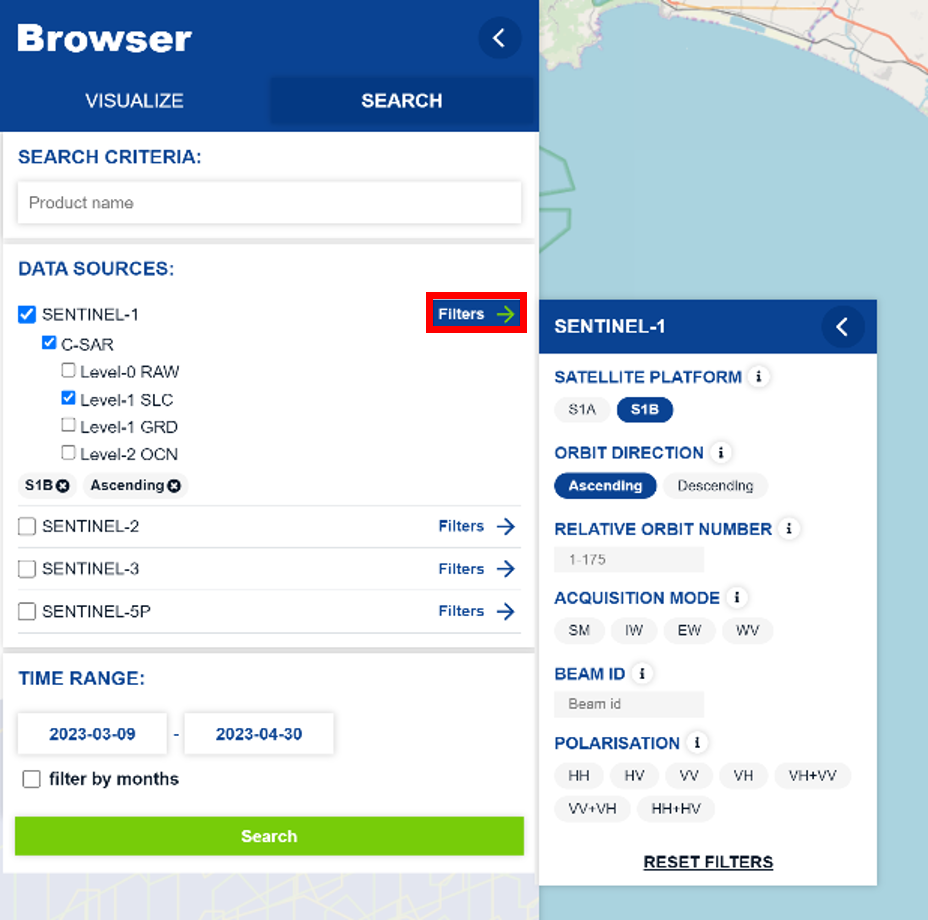 Browser
VISUALIZE SEARCH
SEARCH CRITERIA:
Product name
DATA SOURCES:
SENTINEL-1 Filters
C-SAR
Level-0 RAW
Level-1 SLC
Level-1 GRD
Level-2 OCN
S1B Ascending
SENTINEL-2 Filters
SENTINEL-3 Filters
SENTINEL-5P Filters
TIME RANGE:
2023-03-09 - 2023-04-30
filter by months
Search
SENTINEL-1
SATELLITE PLATFORM i
S1A S1B
ORBIT DIRECTION i
Ascending Descending
RELATIVE ORBIT NUMBER i
1-175
ACQUISITION MODE i
SM IW EW WV
BEAM ID i
Beam id
POLARISATION i
HH HV VV VH VH+VV
VV+VH HH+HV
RESET FILTERS